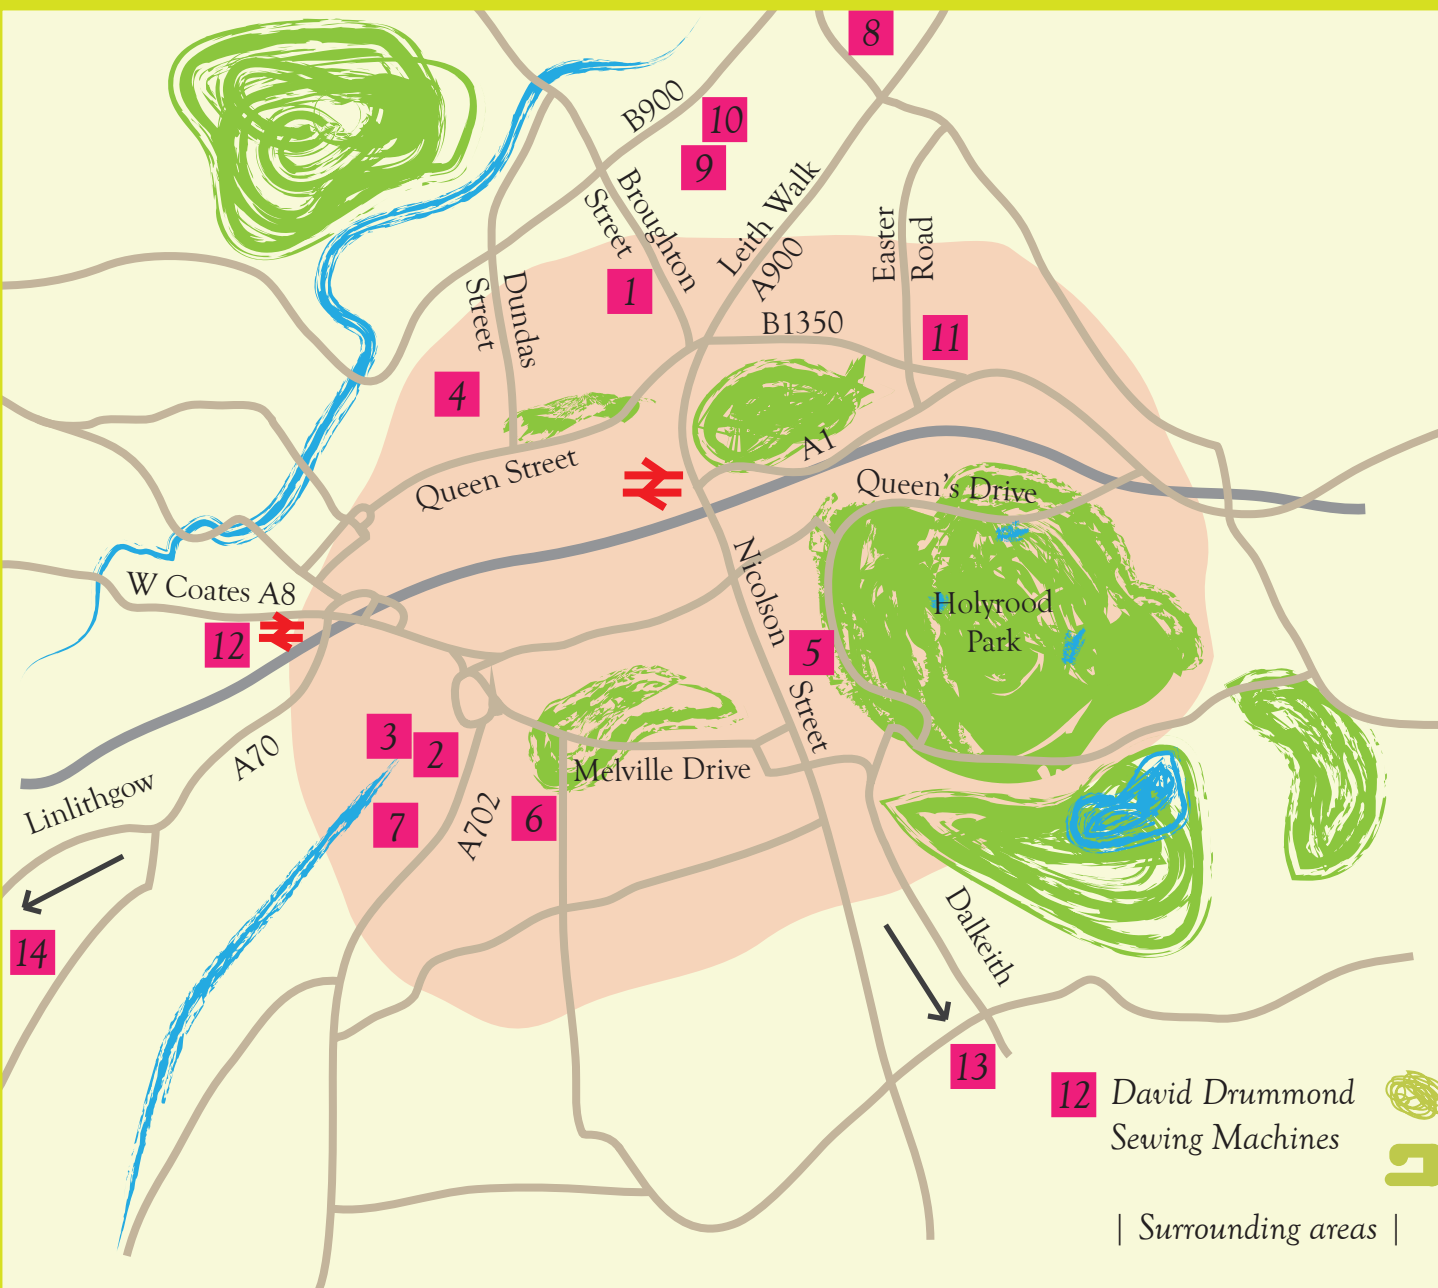 8
B900
10
9
Broughton
Street
Leith Walk
A900
Easter
Road
1
Dundas
Street
B1350
11
4
A1
Queen Street
Queen's Drive
Nicolson
Street
W Coates A8
12
Holyrood
Park
5
3
2
A70
Melville Drive
Linlithgow
7
A702
6
Dalkeith
14
13
12 David Drummond
Sewing Machines
| Surrounding areas |